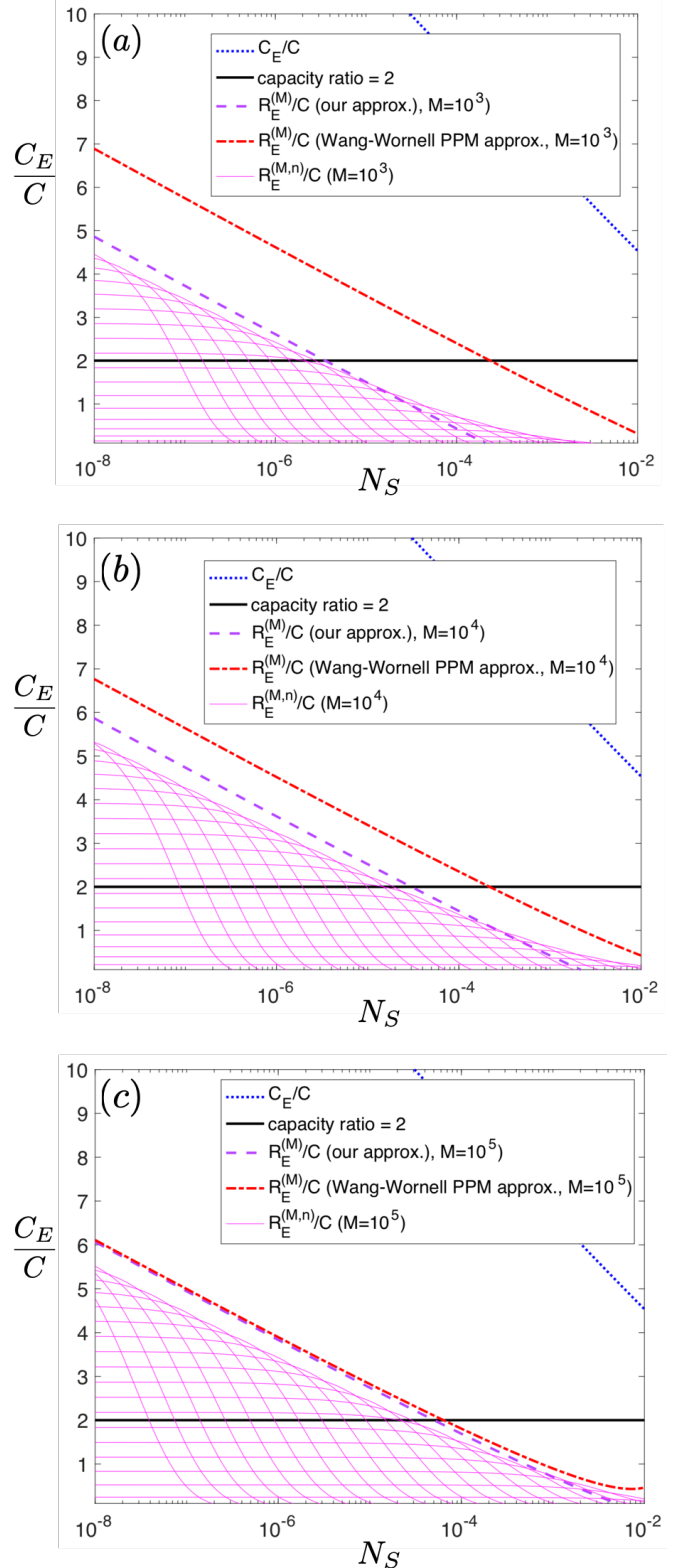 (a)
10
9
8
7
6
5
4
3
2
1
C_E/C
C_E/C
capacity ratio = 2
R_E^(M)/C (our approx.), M=10^3)
R_E^(M)/C (Wang-Wornell PPM approx., M=10^3)
R_E^(M,n)/C (M=10^3)
10^-8
10^-6
10^-4
10^-2
N_S
(b)
10
9
8
7
6
5
4
3
2
1
C_E/C
C_E/C
capacity ratio = 2
R_E^(M)/C (our approx.), M=10^4)
R_E^(M)/C (Wang-Wornell PPM approx., M=10^4)
R_E^(M,n)/C (M=10^4)
10^-8
10^-6
10^-4
10^-2
N_S
(c)
10
9
8
7
6
5
4
3
2
1
C_E/C
C_E/C
capacity ratio = 2
R_E^(M)/C (our approx.), M=10^5)
R_E^(M)/C (Wang-Wornell PPM approx., M=10^5)
R_E^(M,n)/C (M=10^5)
10^-8
10^-6
10^-4
10^-2
N_S